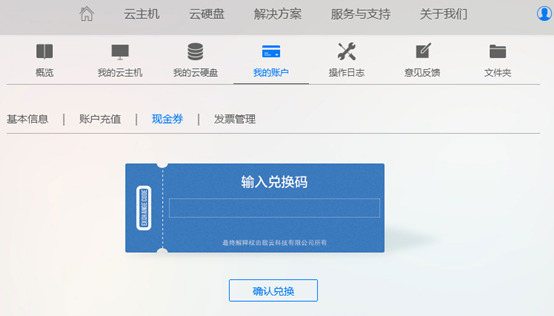 云主机 云硬盘 解决方案 服务与支持 关于我们
概览 我的云主机 我的云硬盘 我的账户 操作日志 意见反馈 文件夹
基本信息 | 账户充值 | 现金券 | 发票管理
输入兑换码
EXCHANGE CODE
最终解释权由毅云科技有限公司所有
确认兑换